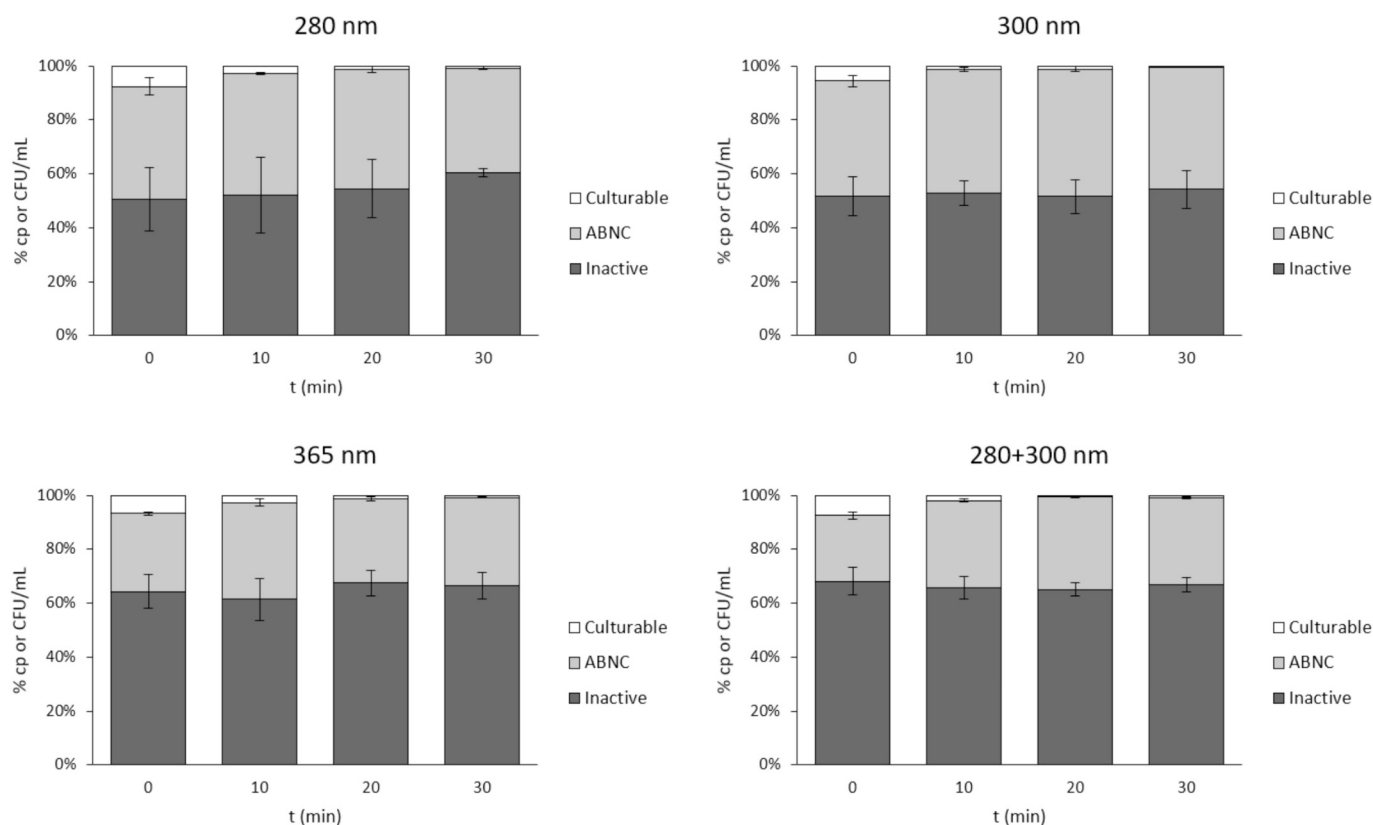 280 nm
% cp or CFU/mL
100%
80%
60%
40%
20%
0%
0 10 20 30
t (min)
Culturable
ABNC
Inactive
300 nm
% cp or CFU/mL
100%
80%
60%
40%
20%
0%
0 10 20 30
t (min)
Culturable
ABNC
Inactive
365 nm
% cp or CFU/mL
100%
80%
60%
40%
20%
0%
0 10 20 30
t (min)
Culturable
ABNC
Inactive
280+300 nm
% cp or CFU/mL
100%
80%
60%
40%
20%
0%
0 10 20 30
t (min)
Culturable
ABNC
Inactive